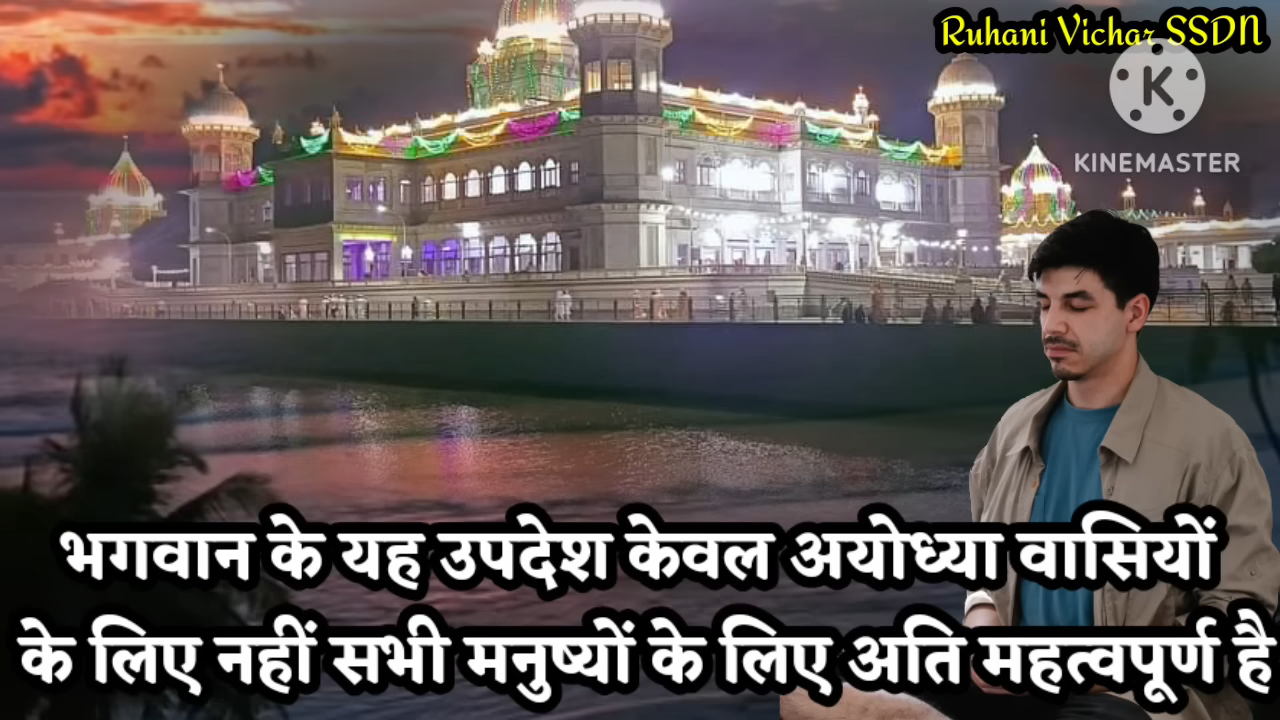 Ruhani Vichar SSDN
K
KINEMASTER
भगवान के यह उपदेश केवल अयोध्या वासियों
के लिए नहीं सभी मनुष्यों के लिए अति महत्वपूर्ण है